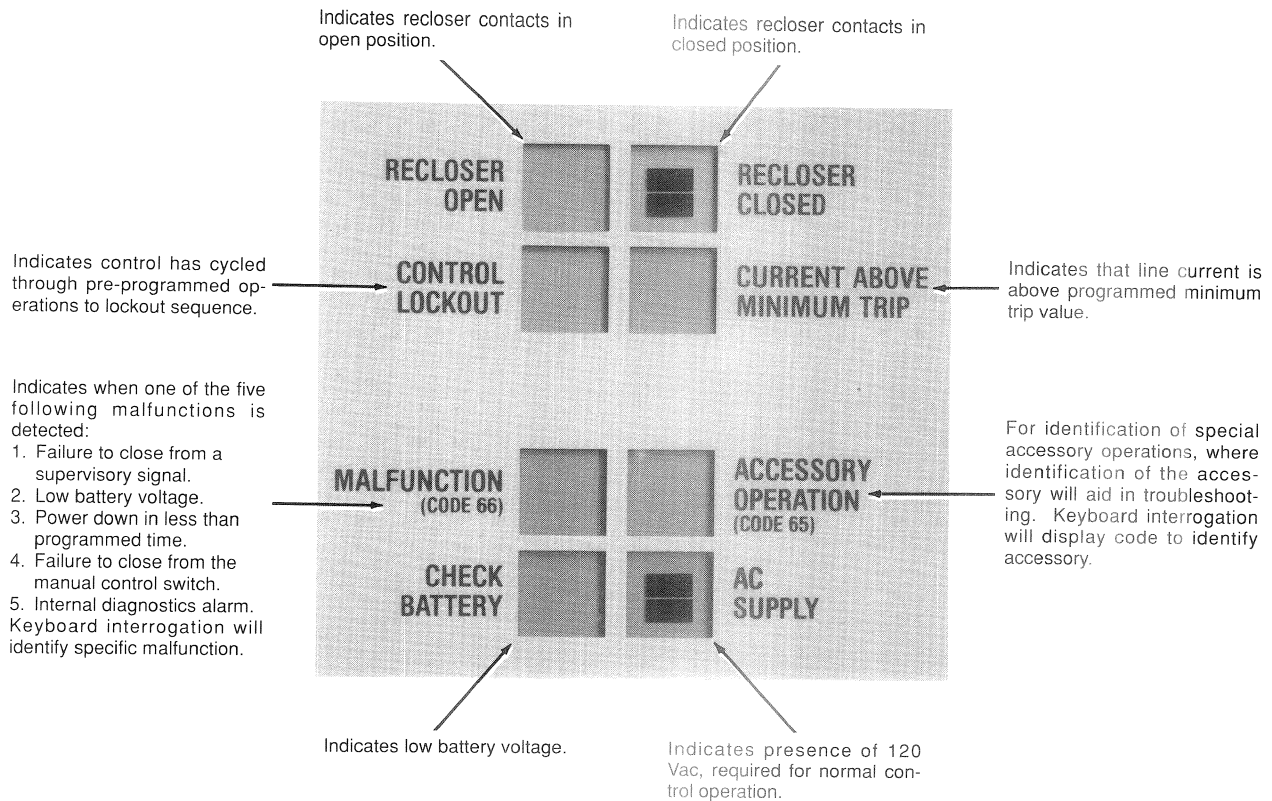 Indicates recloser contacts in
open position.
Indicates recloser contacts in
closed position.
RECLOSER
OPEN
RECLOSER
CLOSED
Indicates control has cycled
through pre-programmed op-
erations to lockout sequence.
CONTROL
LOCKOUT
CURRENT ABOVE
MINIMUM TRIP
Indicates that line current is
above programmed minimum
trip value.
Indicates when one of the five
following malfunctions is
detected:
1. Failure to close from a
supervisory signal.
2. Low battery voltage.
3. Power down in less than
programmed time.
4. Failure to close from the
manual control switch.
5. Internal diagnostics alarm.
Keyboard interrogation will
identify specific malfunction.
MALFUNCTION
(CODE 66)
ACCESSORY
OPERATION
(CODE 65)
For identification of special
accessory operations, where
identification of the acces-
sory will aid in troubleshoot-
ing. Keyboard interrogation
will display code to identify
accessory.
CHECK
BATTERY
AC
SUPPLY
Indicates low battery voltage.
Indicates presence of 120
Vac, required for normal con-
trol operation.